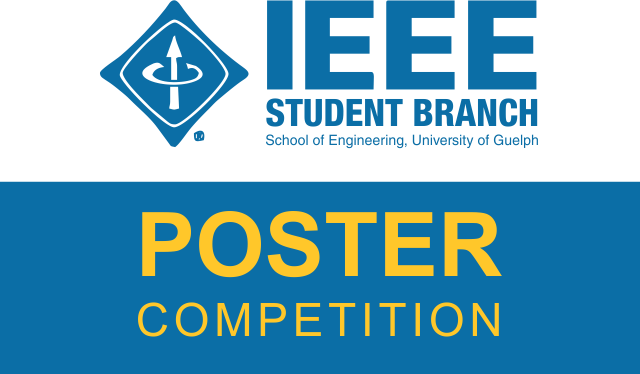 IEEE
STUDENT BRANCH
School of Engineering, University of Guelph
POSTER
COMPETITION